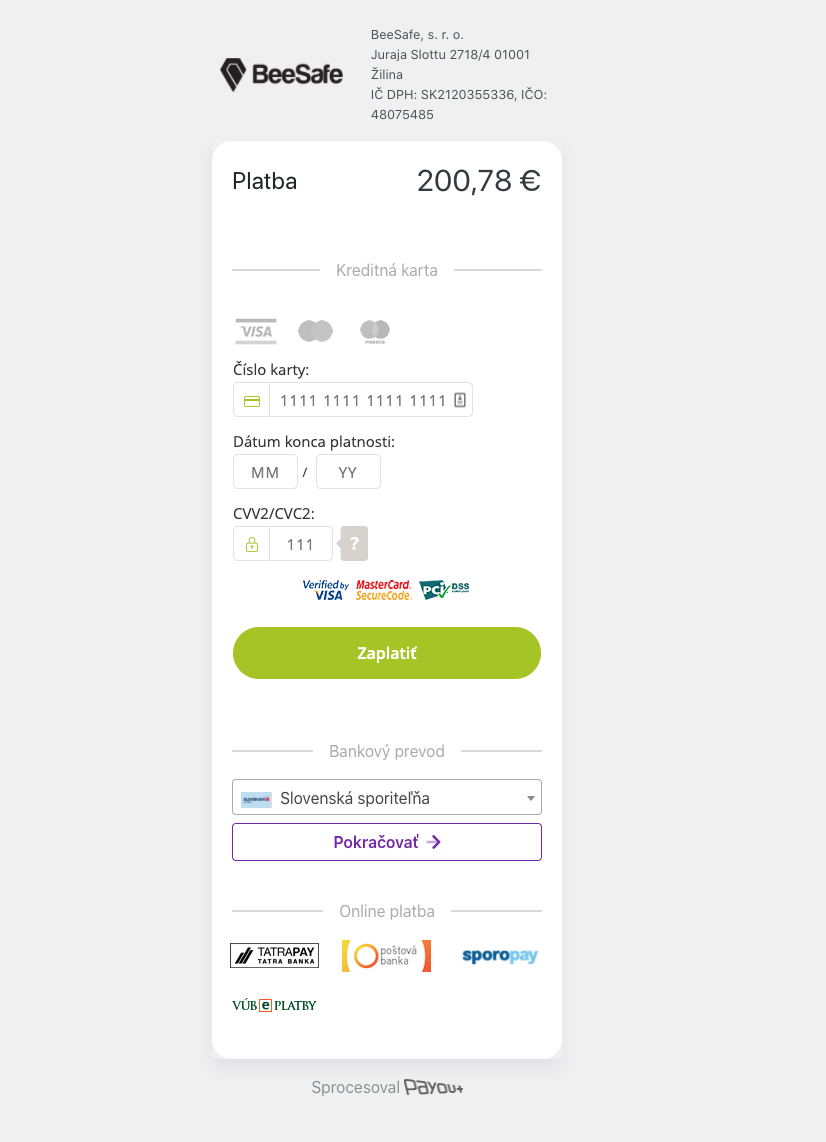 BeeSafe
BeeSafe, s. r. o.
Juraja Slottu 2718/4 01001
Žilina
IČ DPH: SK2120355336, IČO:
48075485
Platba 200,78 €
Kreditná karta
VISA maestro
Číslo karty:
1111 1111 1111 1111
Dátum konca platnosti:
MM / YY
CVV2/CVC2:
111 ?
Verified by VISA MasterCard. SecureCode. PCI DSS COMPLIANT
Zaplatiť
Bankový prevod
Slovenská sporiteľňa
Pokračovať
Online platba
TATRAPAY
TATRA BANKA
poštová
banka
sporopay
VÚB e PLATBY
Sprocesoval Payou+